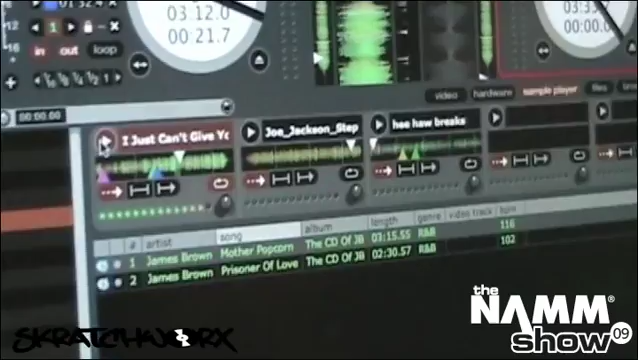 03:12.0
00:21.7
1
in out loop
00:00.00
video hardware sample player files
I Just Can't Give Yo
Joe_Jackson_Step
hee haw breaks
# artist song album length genre video track bpm
1 James Brown Mother Popcorn The CD Of JB 03:15.55 R&B 116
2 James Brown Prisoner Of Love The CD Of JB 02:30.57 R&B 102
the
NAMM®
show 09
SKRATCHWORX